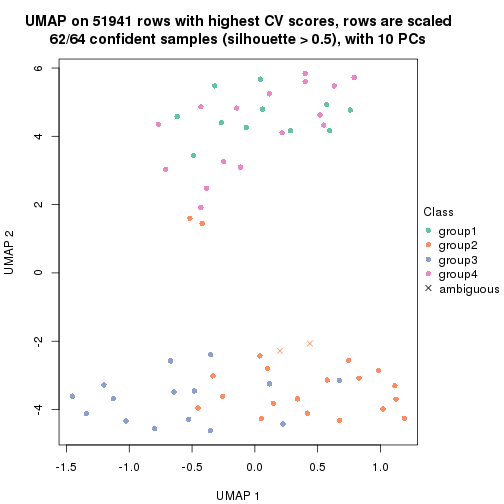 UMAP on 51941 rows with highest CV scores, rows are scaled
62/64 confident samples (silhouette > 0.5), with 10 PCs
6
4
2
0
-2
-4
UMAP 2
-1.5
-1.0
-0.5
0.0
0.5
1.0
UMAP 1
Class
group1
group2
group3
group4
ambiguous